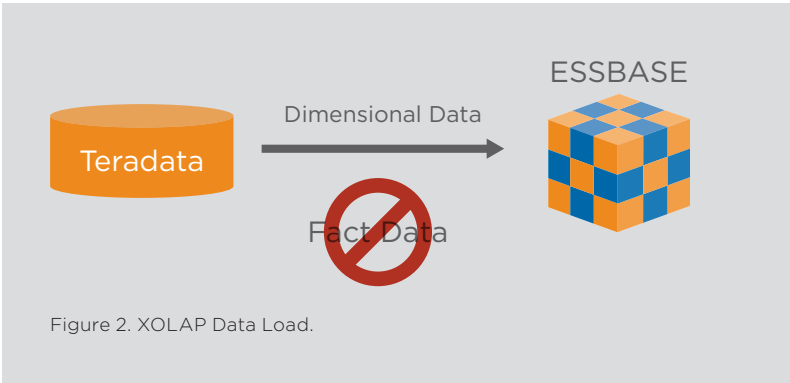 ESSBASE
Dimensional Data
Teradata
Fact Data
Figure 2. XOLAP Data Load.